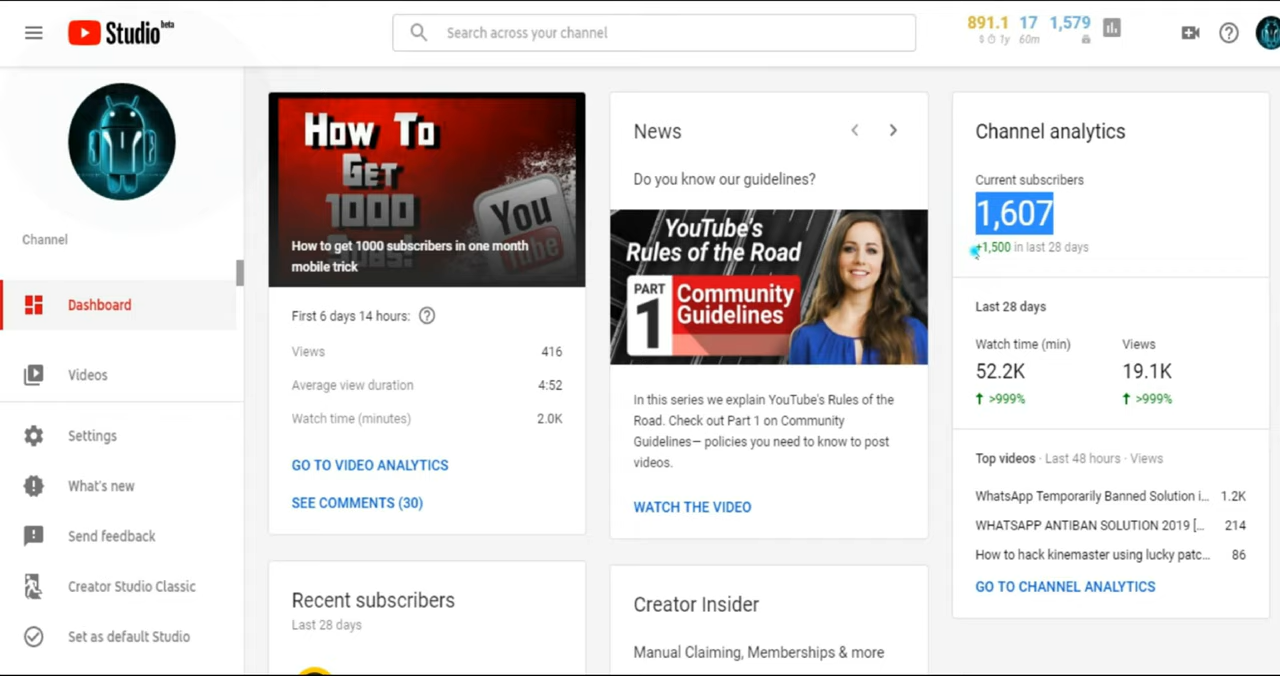 Studio beta
Search across your channel
891.1 17 1,579
$ 1y 60m
Channel
Dashboard
Videos
Settings
What's new
Send feedback
Creator Studio Classic
Set as default Studio
How To
Get
1000
Subs!
You
Tube
How to get 1000 subscribers in one month
mobile trick
First 6 days 14 hours:
Views 416
Average view duration 4:52
Watch time (minutes) 2.0K
GO TO VIDEO ANALYTICS
SEE COMMENTS (30)
Recent subscribers
Last 28 days
News
Do you know our guidelines?
YouTube's
Rules of the Road
PART
1
Community
Guidelines
In this series we explain YouTube's Rules of the
Road. Check out Part 1 on Community
Guidelines— policies you need to know to post
videos.
WATCH THE VIDEO
Creator Insider
Manual Claiming, Memberships & more
Channel analytics
Current subscribers
1,607
+1,500 in last 28 days
Last 28 days
Watch time (min) Views
52.2K 19.1K
>999% >999%
Top videos · Last 48 hours · Views
WhatsApp Temporarily Banned Solution i... 1.2K
WHATSAPP ANTIBAN SOLUTION 2019 [... 214
How to hack kinemaster using lucky patc... 86
GO TO CHANNEL ANALYTICS